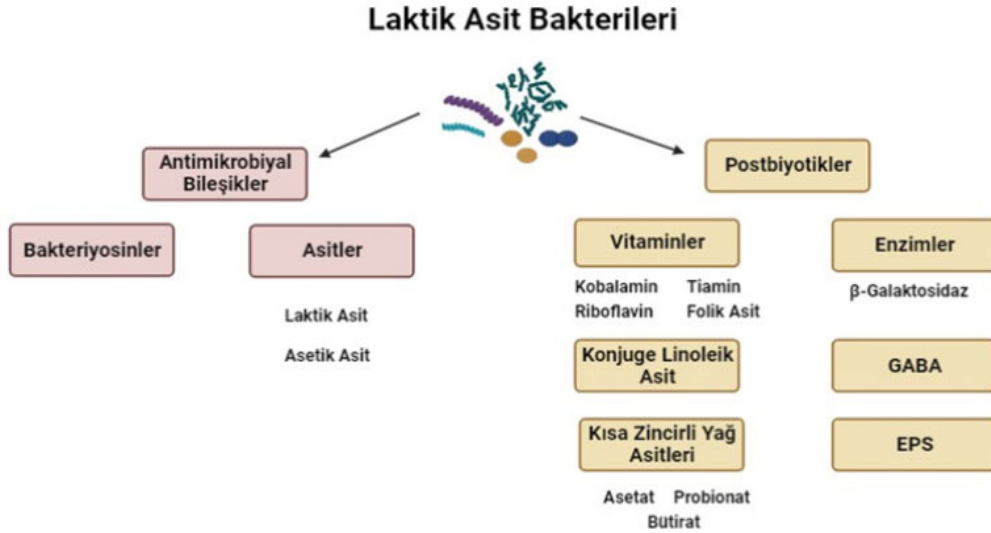 Laktik Asit Bakterileri
Antimikrobiyal
Bileşikler
Bakteriyosinler
Asitler
Laktik Asit
Asetik Asit
Postbiyotikler
Vitaminler
Kobalamin Tiamin
Riboflavin Folik Asit
Enzimler
β-Galaktosidaz
Konjuge Linoleik
Asit
GABA
Kısa Zincirli Yağ
Asitleri
EPS
Asetat Probionat
Bütirat